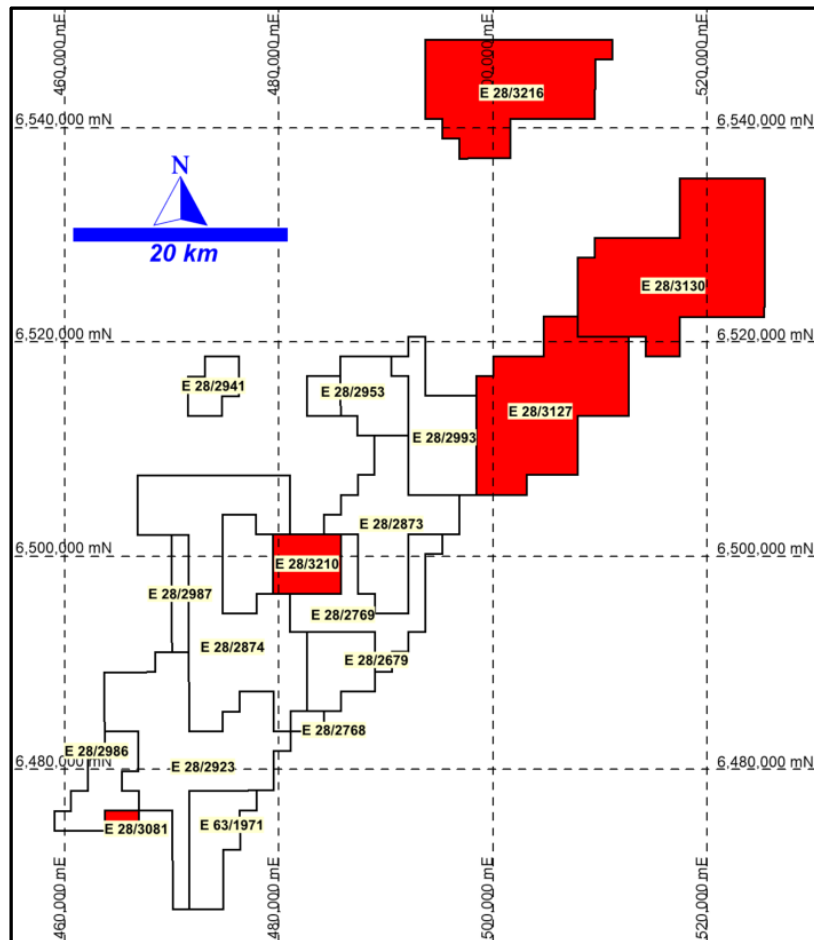 460,000 mE
480,000 mE
500,000 mE
520,000 mE
E 28/3216
6,540,000 mN
6,540,000 mN
N
20 km
E 28/3130
6,520,000 mN
6,520,000 mN
E 28/2941
E 28/2953
E 28/3127
E 28/2993
E 28/2873
6,500,000 mN
6,500,000 mN
E 28/3210
E 28/2987
E 28/2769
E 28/2874
E 28/2679
E 28/2768
E 28/2986
6,480,000 mN
E 28/2923
6,480,000 mN
E 28/3081
E 63/1971
460,000 mE
480,000 mE
500,000 mE
520,000 mE